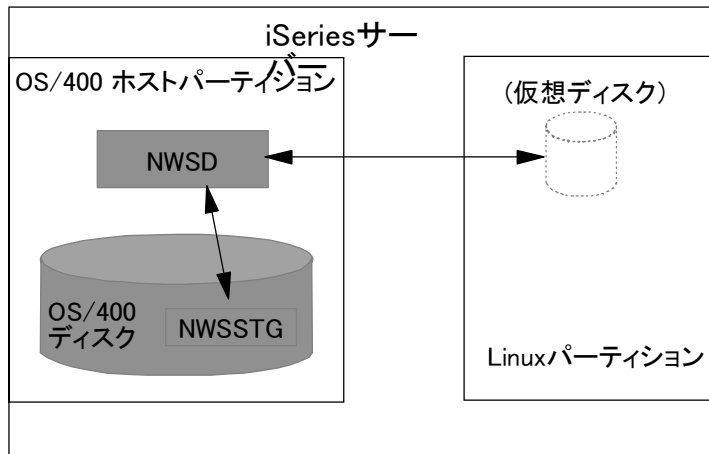 iSeriesサー
バー
OS/400 ホストパーティション
(仮想ディスク)
NWSD
OS/400
ディスク
NWSSTG
Linuxパーティション